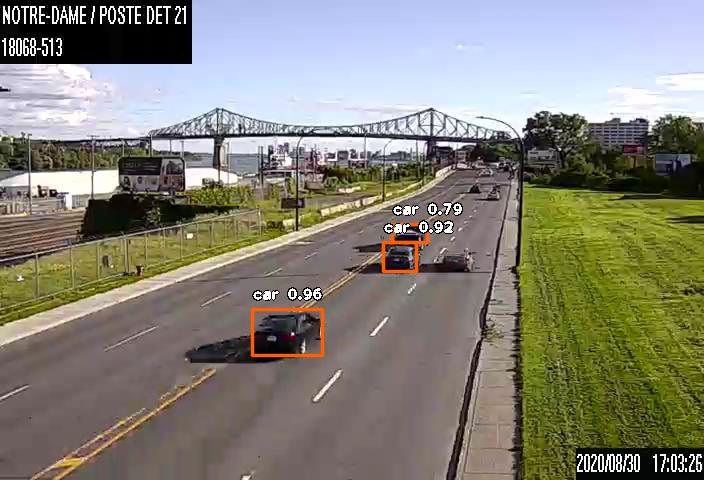 NOTRE-DAME / POSTE DET 21
18068-513
car 0.79
car 0.92
car 0.96
2020/08/30 17:03:26